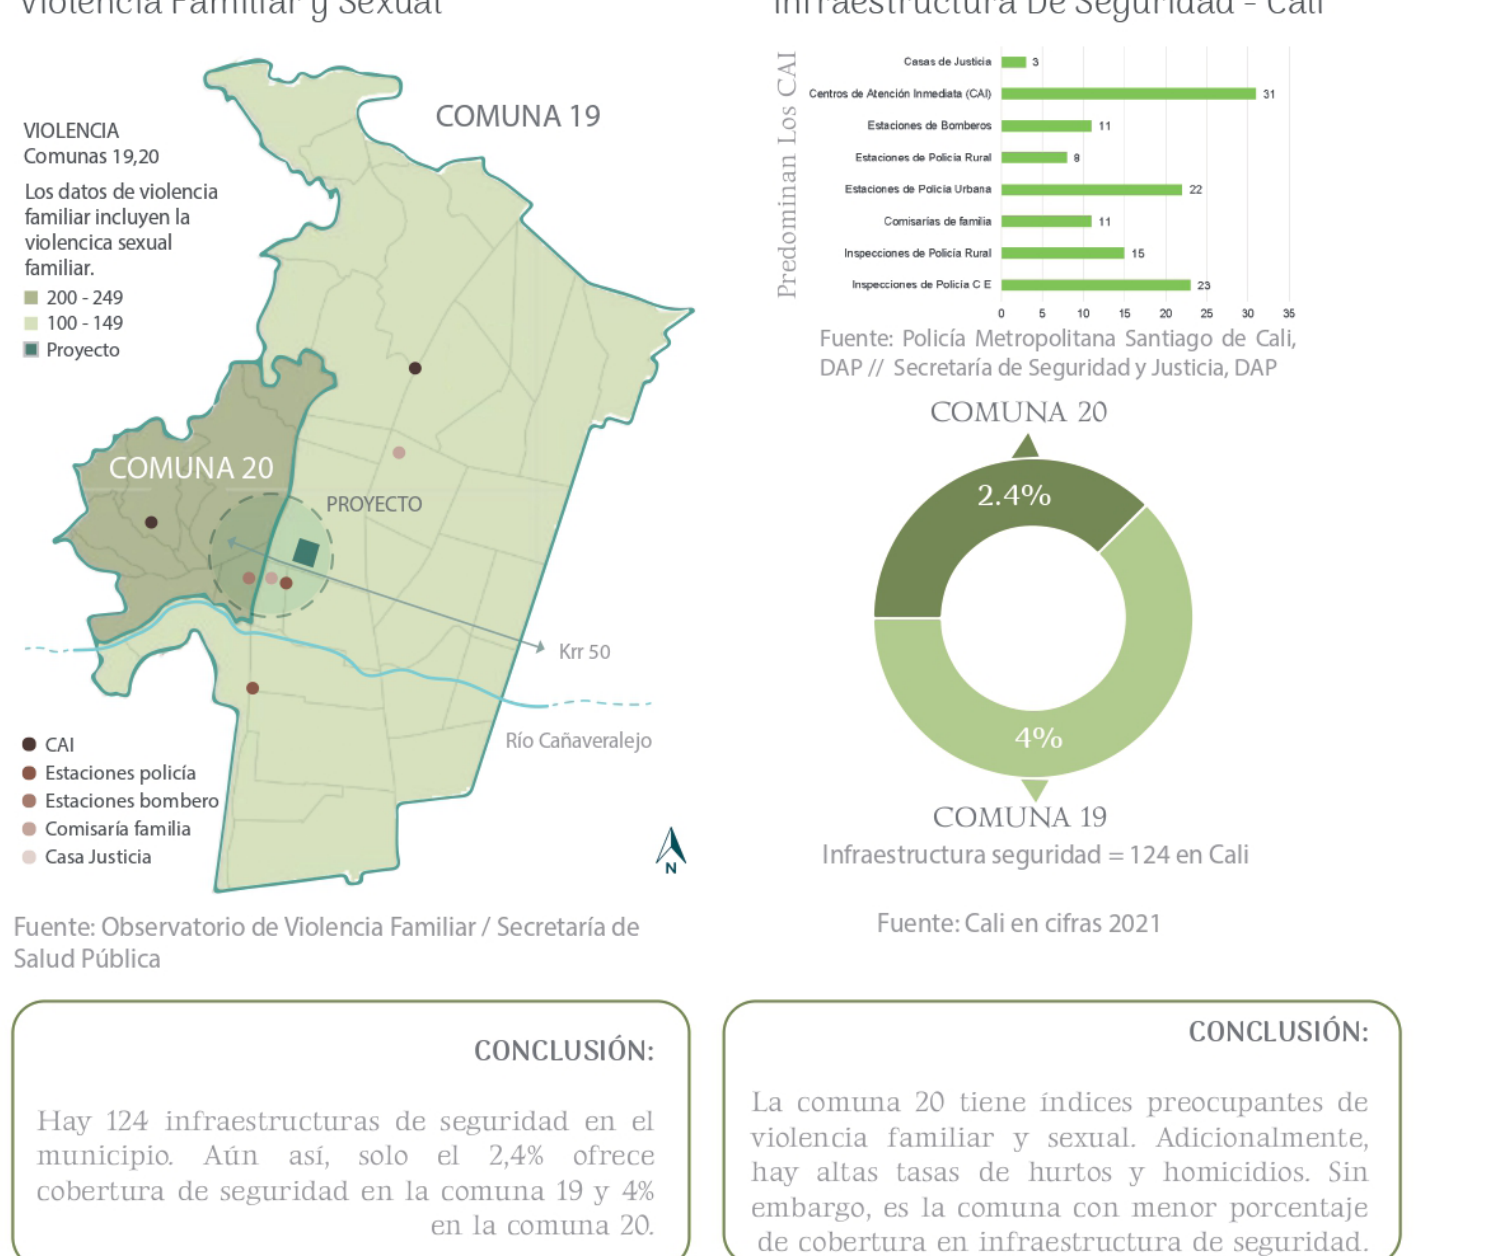 Violencia Familiar y Sexual
COMUNA 19
VIOLENCIA
Comunas 19,20
Los datos de violencia
familiar incluyen la
violencica sexual
familiar.
200 - 249
100 - 149
Proyecto
COMUNA 20
PROYECTO
Krr 50
Río Cañaveralejo
CAI
Estaciones policía
Estaciones bombero
Comisaría familia
Casa Justicia
N
Fuente: Observatorio de Violencia Familiar / Secretaría de
Salud Pública
Infraestructura De Seguridad - Cali
Predominan Los CAI
Casas de Justicia 3
Centros de Atención Inmediata (CAI) 31
Estaciones de Bomberos 11
Estaciones de Policía Rural 8
Estaciones de Policía Urbana 22
Comisarías de familia 11
Inspecciones de Policía Rural 15
Inspecciones de Policía C E 23
0 5 10 15 20 25 30 35
Fuente: Policía Metropolitana Santiago de Cali,
DAP // Secretaría de Seguridad y Justicia, DAP
COMUNA 20
2.4%
4%
COMUNA 19
Infraestructura seguridad = 124 en Cali
Fuente: Cali en cifras 2021
CONCLUSIÓN:
Hay 124 infraestructuras de seguridad en el
municipio. Aún así, solo el 2,4% ofrece
cobertura de seguridad en la comuna 19 y 4%
en la comuna 20.
CONCLUSIÓN:
La comuna 20 tiene índices preocupantes de
violencia familiar y sexual. Adicionalmente,
hay altas tasas de hurtos y homicidios. Sin
embargo, es la comuna con menor porcentaje
de cobertura en infraestructura de seguridad.